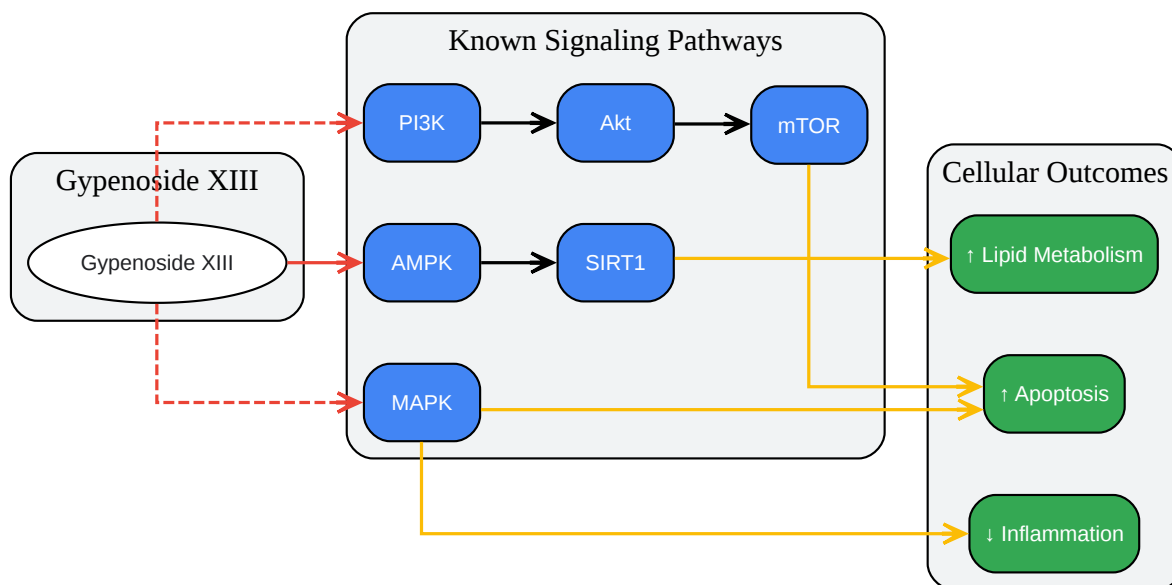 Known Signaling Pathways
PI3K
Akt
mTOR
Gypenoside XIII
Gypenoside XIII
AMPK
SIRT1
MAPK
Cellular Outcomes
↑ Lipid Metabolism
↑ Apoptosis
↓ Inflammation